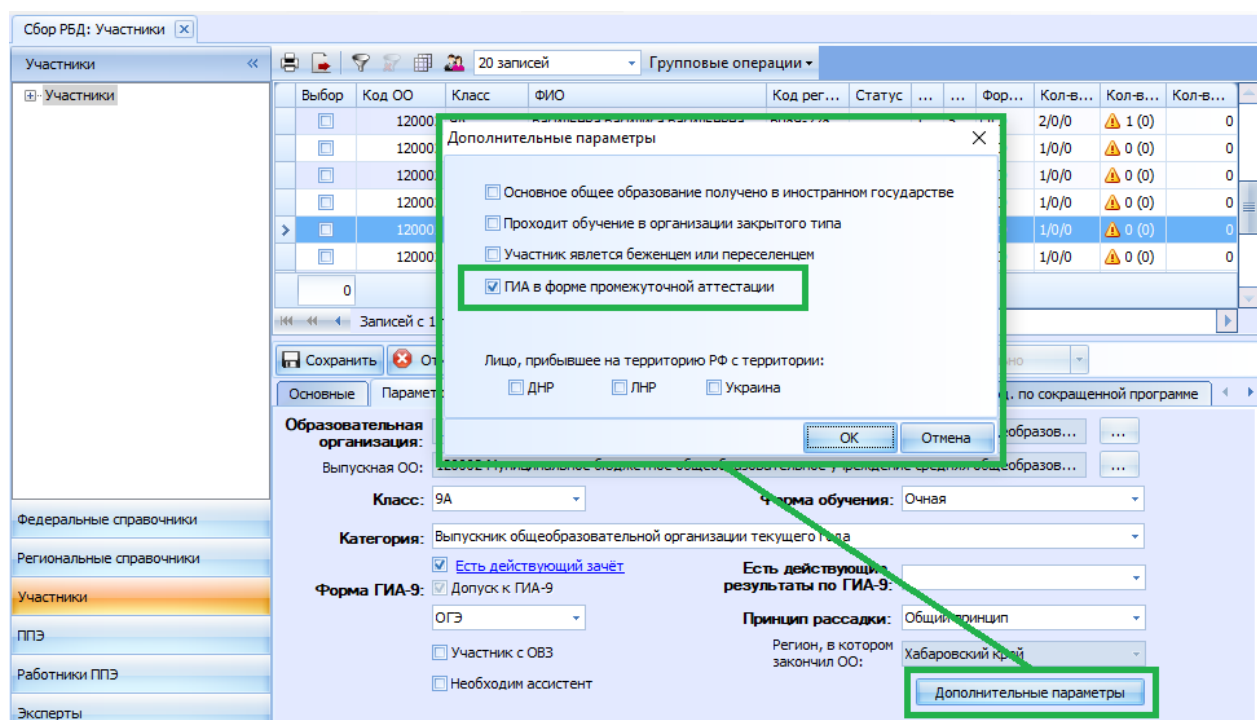 Сбор РБД: Участники
Участники «
20 записей Групповые операции
Участники
Выбор Код ОО Класс ФИО Код рег... Статус ... ... Фор... Кол-в... Кол-в... Кол-в...
12000 2/0/0 1 (0) 0
12000 1/0/0 0 (0) 0
12000 1/0/0 0 (0) 0
12000 1/0/0 0 (0) 0
12000 1/0/0 0 (0) 0
12000 1/0/0 0 (0) 0
0
Записей с 1
Дополнительные параметры
Основное общее образование получено в иностранном государстве
Проходит обучение в организации закрытого типа
Участник явлется беженцем или переселенцем
ГИА в форме промежуточной аттестации
Лицо, прибывшее на территорию РФ с территории:
ДНР ЛНР Украина
ОК Отмена
Сохранить
Основные Парамет по сокращенной программе
Образовательная организация: ...
Выпускная ОО: ...
Класс: 9А Форма обучения: Очная
Категория: Выпускник общеобразовательной организации текущего года
Есть действующий зачёт
Форма ГИА-9: Допуск к ГИА-9
Есть действующие
результаты по ГИА-9:
ОГЭ Принцип рассадки: Общий принцип
Участник с ОВЗ
Регион, в котором
закончил ОО: Хабаровский край
Необходим ассистент
Дополнительные параметры
Федеральные справочники
Региональные справочники
Участники
ППЭ
Работники ППЭ
Эксперты